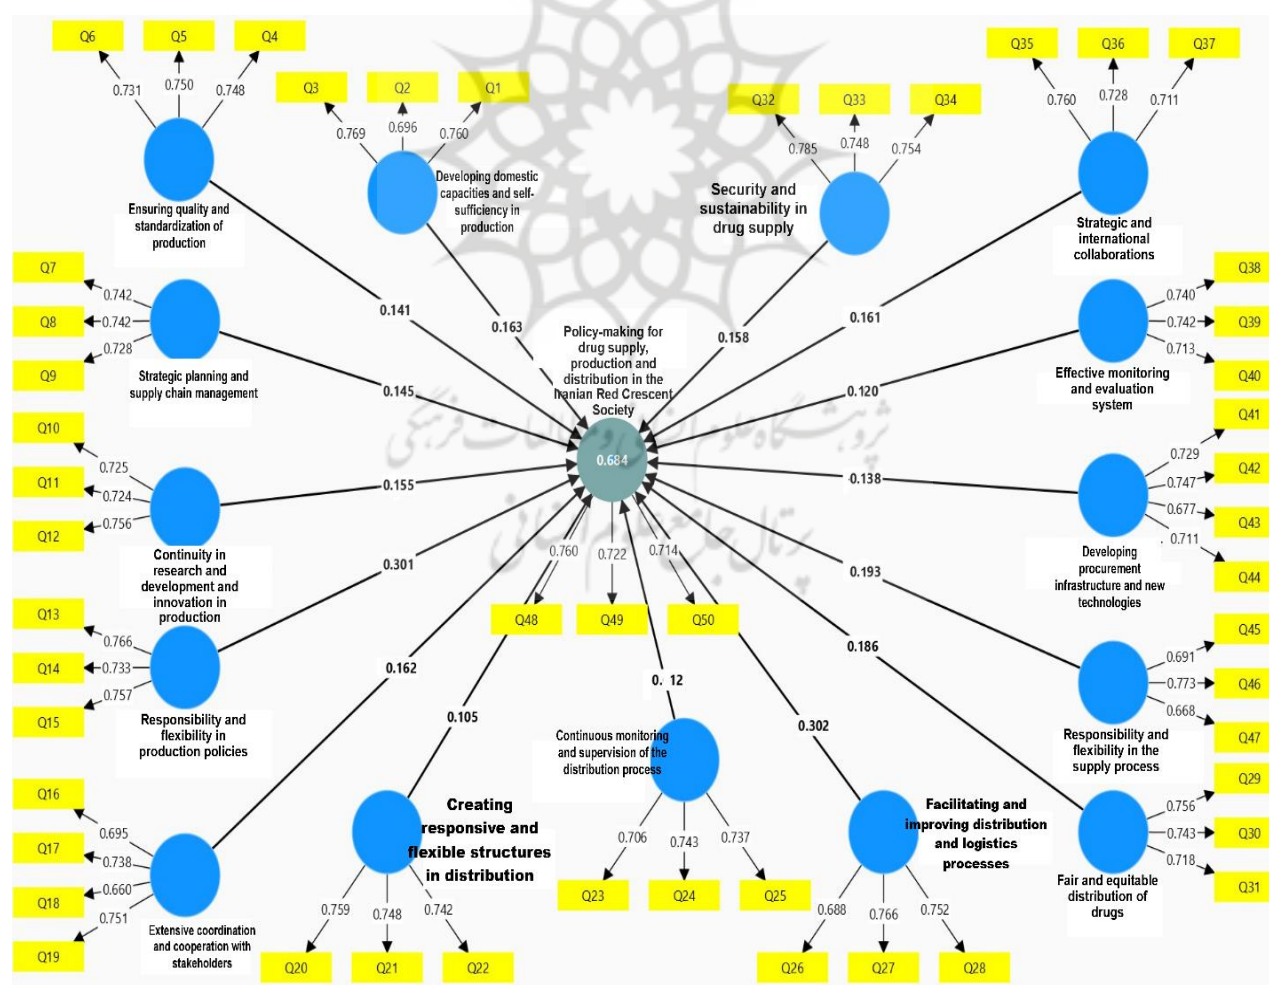 Q6
Q5
Q4
0.731
0.750
0.748
Ensuring quality and
standardization of
production
Q3
Q2
Q1
0.769
0.696
0.760
Developing domestic
capacities and self-
sufficiency in
production
Q32
Q33
Q34
0.785
0.748
0.754
Security and
sustainability in
drug supply
Q35
Q36
Q37
0.760
0.728
0.711
Strategic and
international
collaborations
Q7
Q8
Q9
0.742
0.742
0.728
Strategic planning and
supply chain management
0.141
0.163
0.158
0.161
Policy-making for
drug supply,
production and
distribution in the
Iranian Red Crescent
Society
0.684
Q38
Q39
Q40
0.740
0.742
0.713
Effective monitoring
and evaluation
system
0.145
0.120
پژوهشگاه علوم انسانی و مطالعات فرهنگی
پرتال جامع علوم انسانی
Q10
Q11
Q12
0.725
0.724
0.756
Continuity in
research and
development and
innovation in
production
0.155
0.138
Q41
Q42
Q43
Q44
0.729
0.747
0.677
0.711
Developing
procurement
infrastructure and new
technologies
0.301
0.193
0.760
0.722
0.714
Q48
Q49
Q50
Q13
Q14
Q15
0.766
0.733
0.757
Responsibility and
flexibility in
production policies
0.162
0.186
Q45
Q46
Q47
0.691
0.773
0.668
Responsibility and
flexibility in the
supply process
0.105
0.302
Q16
Q17
Q18
Q19
0.695
0.738
0.660
0.751
Extensive coordination
and cooperation with
stakeholders
Creating
responsive and
flexible structures
in distribution
0.759
0.748
0.742
Q20
Q21
Q22
Continuous monitoring
and supervision of the
distribution process
0.706
0.743
0.737
Q23
Q24
Q25
Facilitating and
improving distribution
and logistics
processes
0.688
0.766
0.752
Q26
Q27
Q28
Q29
Q30
Q31
0.756
0.743
0.718
Fair and equitable
distribution of
drugs